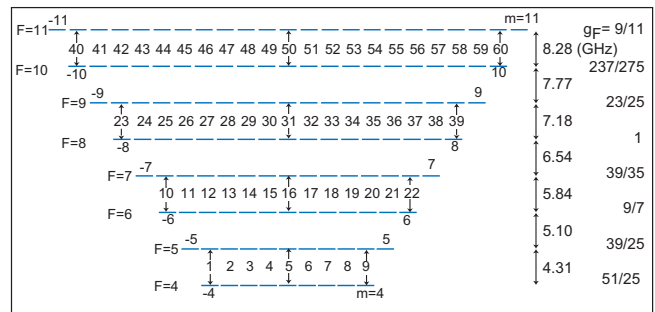 F=11 -11 m=11 g_F= 9/11
40 41 42 43 44 45 46 47 48 49 50 51 52 53 54 55 56 57 58 59 60 8.28 (GHz)
F=10 -10 10 237/275
7.77
F=9 -9 9 23/25
23 24 25 26 27 28 29 30 31 32 33 34 35 36 37 38 39 7.18
F=8 -8 8 1
6.54
F=7 -7 7 39/35
10 11 12 13 14 15 16 17 18 19 20 21 22 5.84
F=6 -6 6 9/7
5.10
F=5 -5 5 39/25
1 2 3 4 5 6 7 8 9 4.31
F=4 -4 m=4 51/25